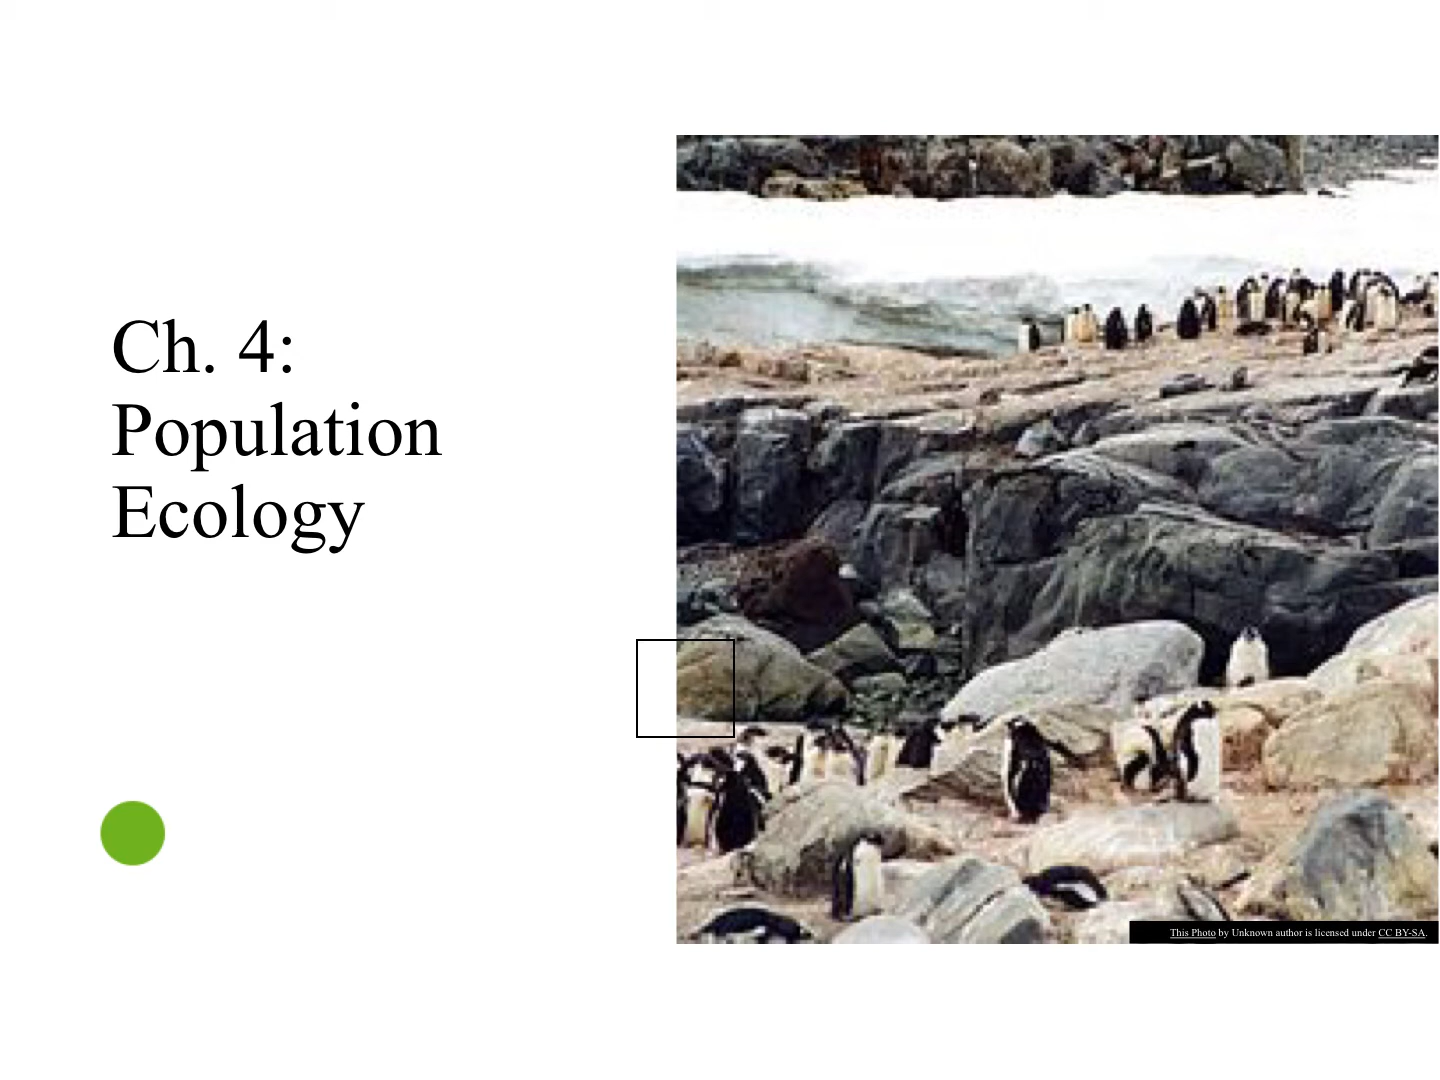 Ch. 4:
Population
Ecology
This Photo by Unknown author is licensed under CC BY-SA.